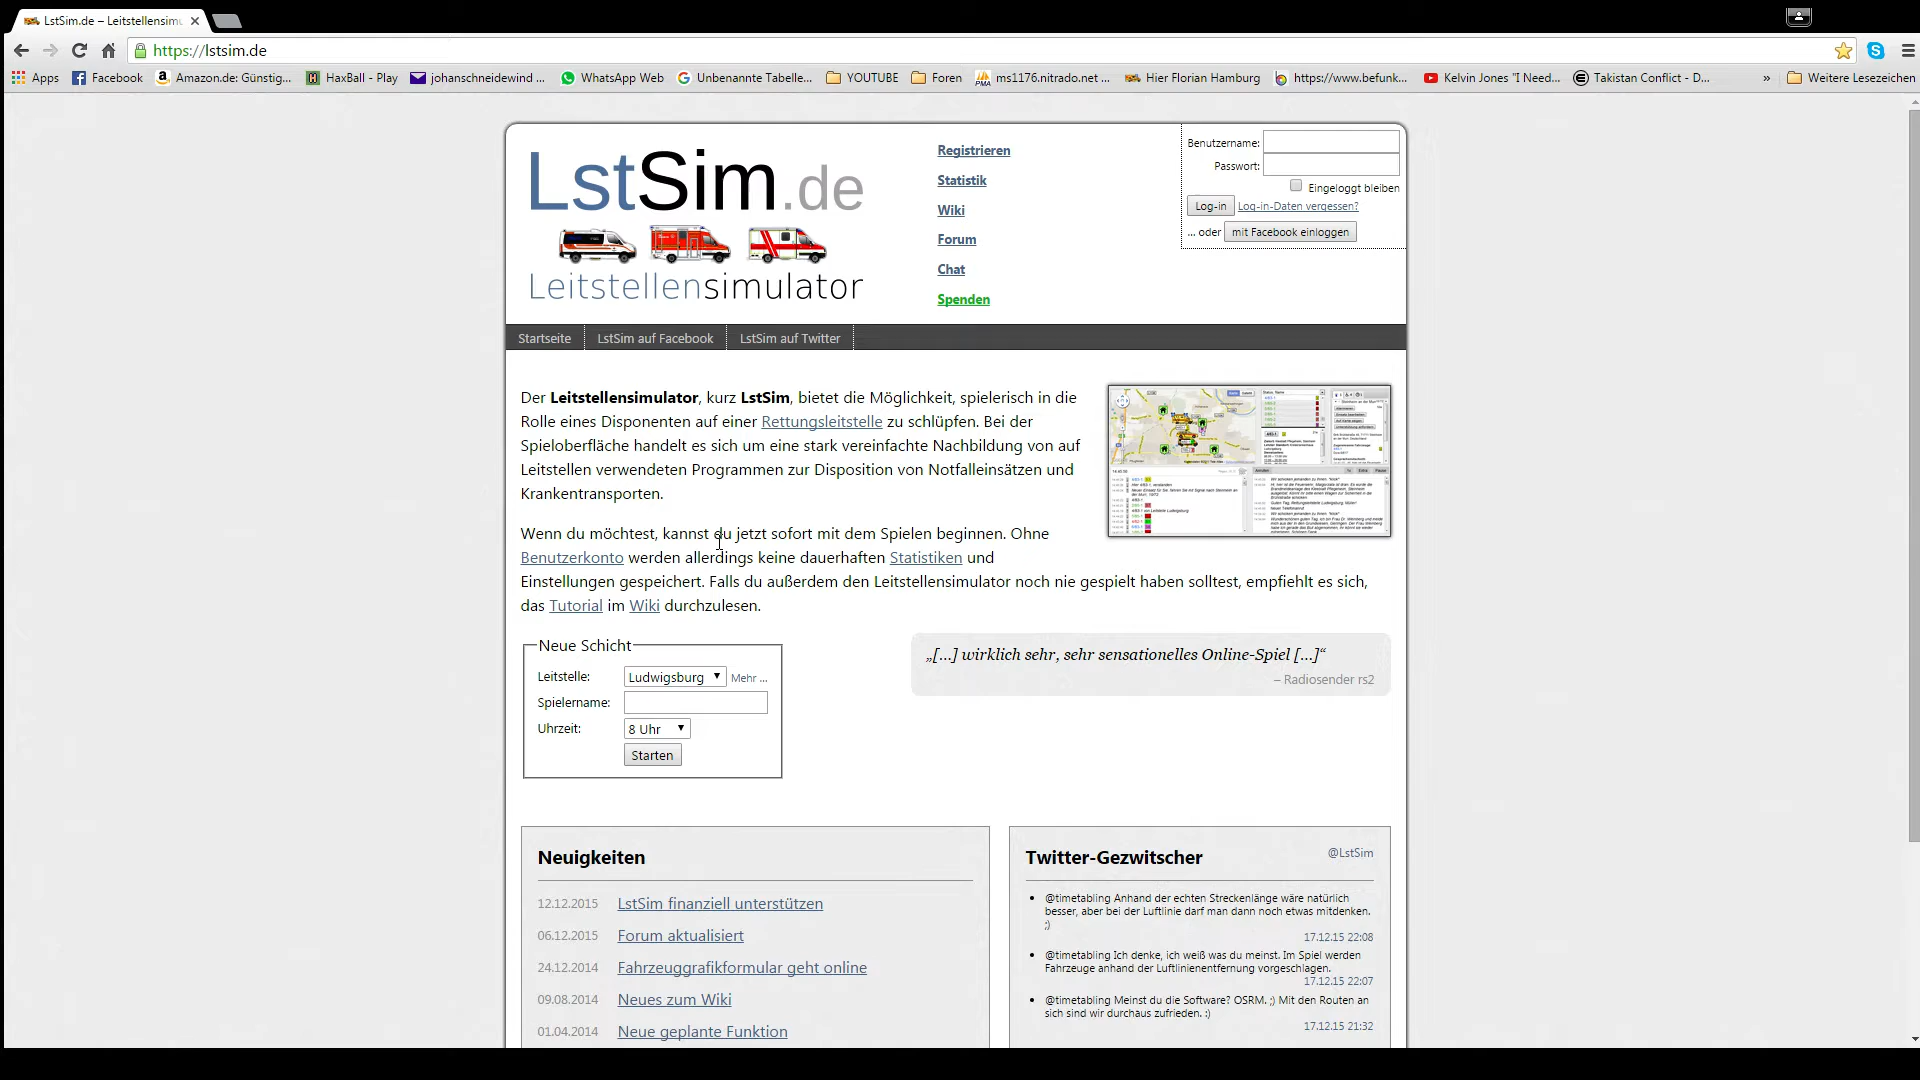 LstSim.de – Leitstellensimu
https://lstsim.de
Apps Facebook Amazon.de: Günstig... HaxBall - Play johanschneidewind ... WhatsApp Web Unbenannte Tabelle... YOUTUBE Foren ms1176.nitrado.net ... Hier Florian Hamburg https://www.befunk... Kelvin Jones "I Need... Takistan Conflict - D... » Weitere Lesezeichen
LstSim.de
Leitstellensimulator
Registrieren
Statistik
Wiki
Forum
Chat
Spenden
Benutzername:
Passwort:
Eingeloggt bleiben
Log-in Log-in-Daten vergessen?
... oder mit Facebook einloggen
Startseite LstSim auf Facebook LstSim auf Twitter
Der Leitstellensimulator, kurz LstSim, bietet die Möglichkeit, spielerisch in die
Rolle eines Disponenten auf einer Rettungsleitstelle zu schlüpfen. Bei der
Spieloberfläche handelt es sich um eine stark vereinfachte Nachbildung von auf
Leitstellen verwendeten Programmen zur Disposition von Notfalleinsätzen und
Krankentransporten.
Wenn du möchtest, kannst du jetzt sofort mit dem Spielen beginnen. Ohne
Benutzerkonto werden allerdings keine dauerhaften Statistiken und
Einstellungen gespeichert. Falls du außerdem den Leitstellensimulator noch nie gespielt haben solltest, empfiehlt es sich,
das Tutorial im Wiki durchzulesen.
Neue Schicht
Leitstelle: Ludwigsburg Mehr ...
Spielername:
Uhrzeit: 8 Uhr
Starten
„[...] wirklich sehr, sehr sensationelles Online-Spiel [...]“
– Radiosender rs2
Neuigkeiten
12.12.2015 LstSim finanziell unterstützen
06.12.2015 Forum aktualisiert
24.12.2014 Fahrzeuggrafikformular geht online
09.08.2014 Neues zum Wiki
01.04.2014 Neue geplante Funktion
Twitter-Gezwitscher @LstSim
@timetabling Anhand der echten Streckenlänge wäre natürlich
besser, aber bei der Luftlinie darf man dann noch etwas mitdenken.
;)
17.12.15 22:08
@timetabling Ich denke, ich weiß was du meinst. Im Spiel werden
Fahrzeuge anhand der Luftlinienentfernung vorgeschlagen.
17.12.15 22:07
@timetabling Meinst du die Software? OSRM. ;) Mit den Routen an
sich sind wir durchaus zufrieden. :)
17.12.15 21:32